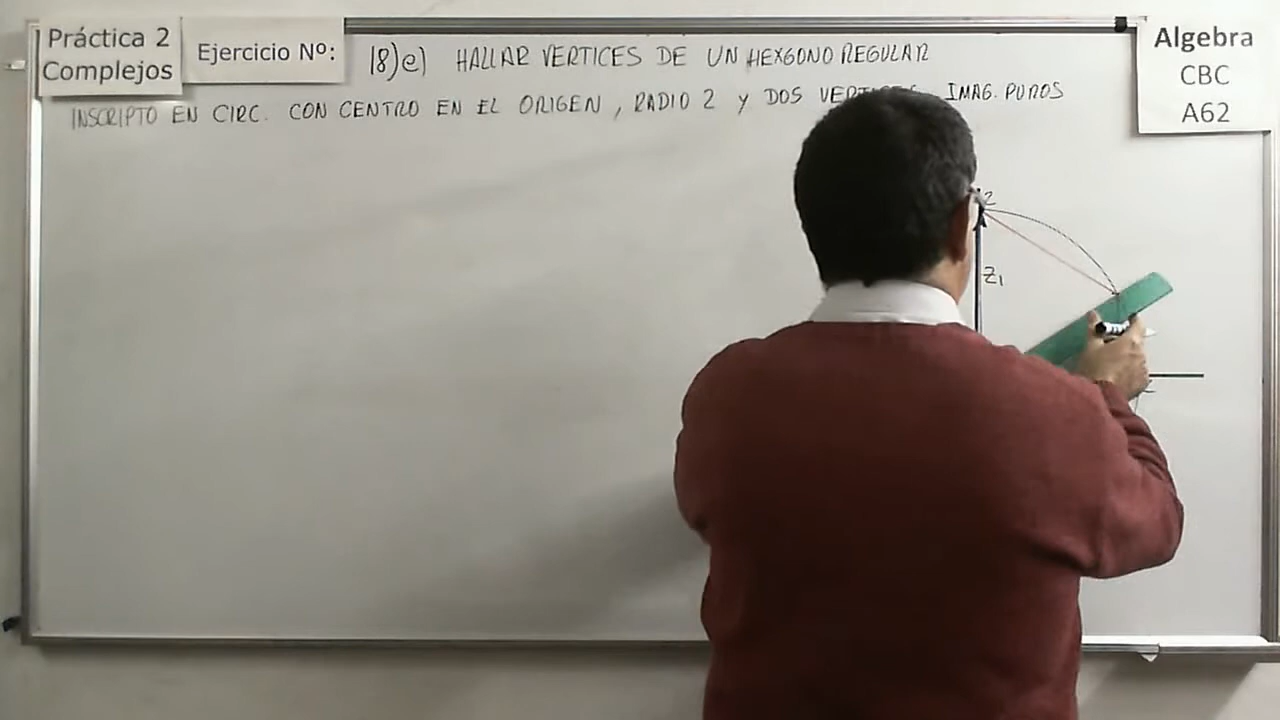 Práctica 2
Complejos
Ejercicio Nº:
18)e) HALLAR VERTICES DE UN HEXGONO REGULAR
INSCRIPTO EN CIRC. CON CENTRO EN EL ORIGEN, RADIO 2 Y DOS IMAG. PUROS
Algebra
CBC
A62
2
Z1